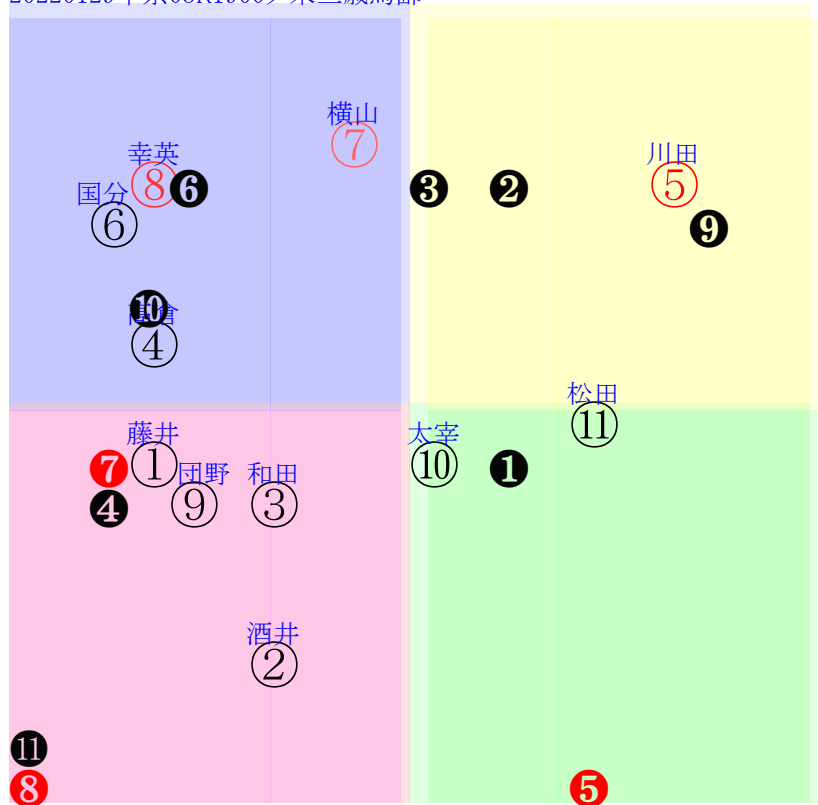 横山
⑦
幸英
川田
⑧
❻
❸
❷
⑤
国分
⑥
❾
❿
④
松田
⑪
藤井
太宰
❼
①
団野
和田
⑩
❶
❹
⑨
③
酒井
②
⓫
❽
❺